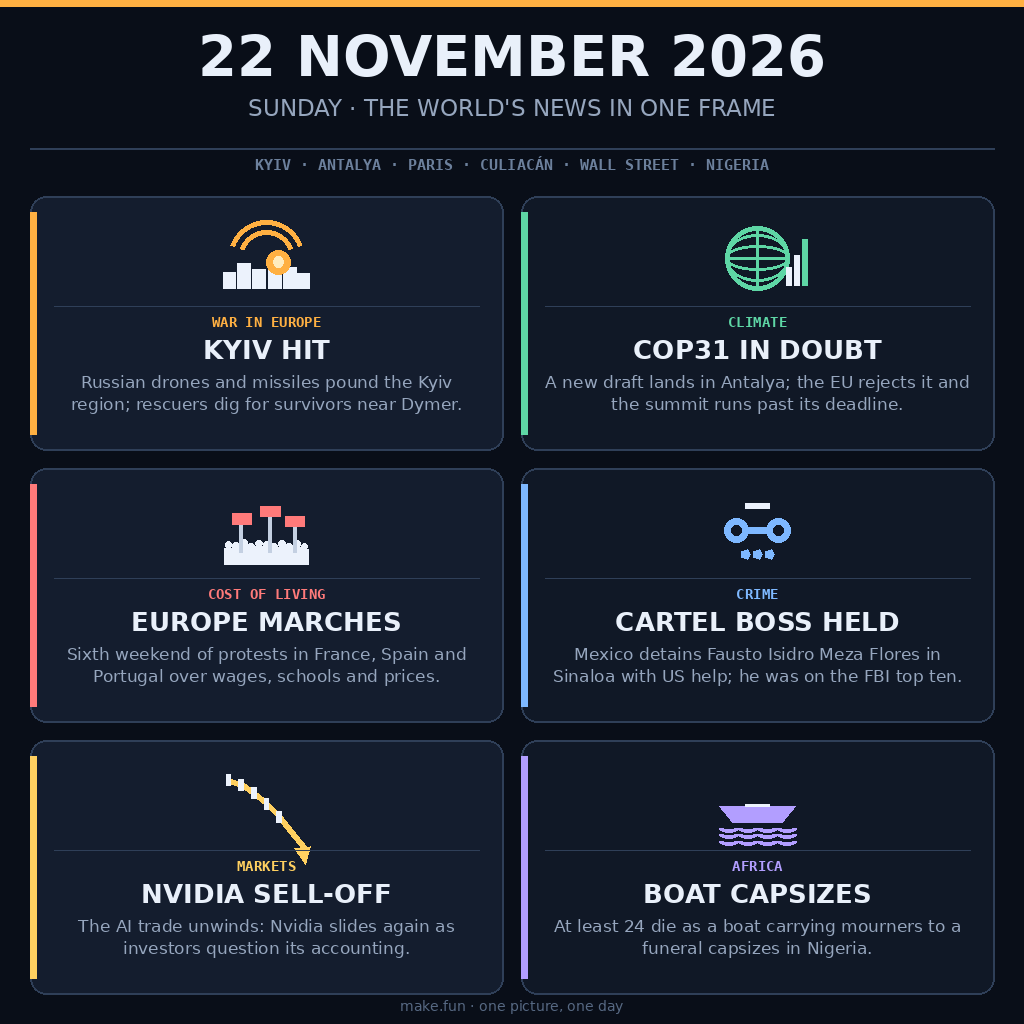 22 NOVEMBER 2026
SUNDAY · THE WORLD'S NEWS IN ONE FRAME
KYIV · ANTALYA · PARIS · CULIACÁN · WALL STREET · NIGERIA
WAR IN EUROPE
KYIV HIT
Russian drones and missiles pound the Kyiv
region; rescuers dig for survivors near Dymer.
CLIMATE
COP31 IN DOUBT
A new draft lands in Antalya; the EU rejects it and
the summit runs past its deadline.
COST OF LIVING
EUROPE MARCHES
Sixth weekend of protests in France, Spain and
Portugal over wages, schools and prices.
CRIME
CARTEL BOSS HELD
Mexico detains Fausto Isidro Meza Flores in
Sinaloa with US help; he was on the FBI top ten.
MARKETS
NVIDIA SELL-OFF
The AI trade unwinds: Nvidia slides again as
investors question its accounting.
AFRICA
BOAT CAPSIZES
At least 24 die as a boat carrying mourners to a
funeral capsizes in Nigeria.
make.fun · one picture, one day